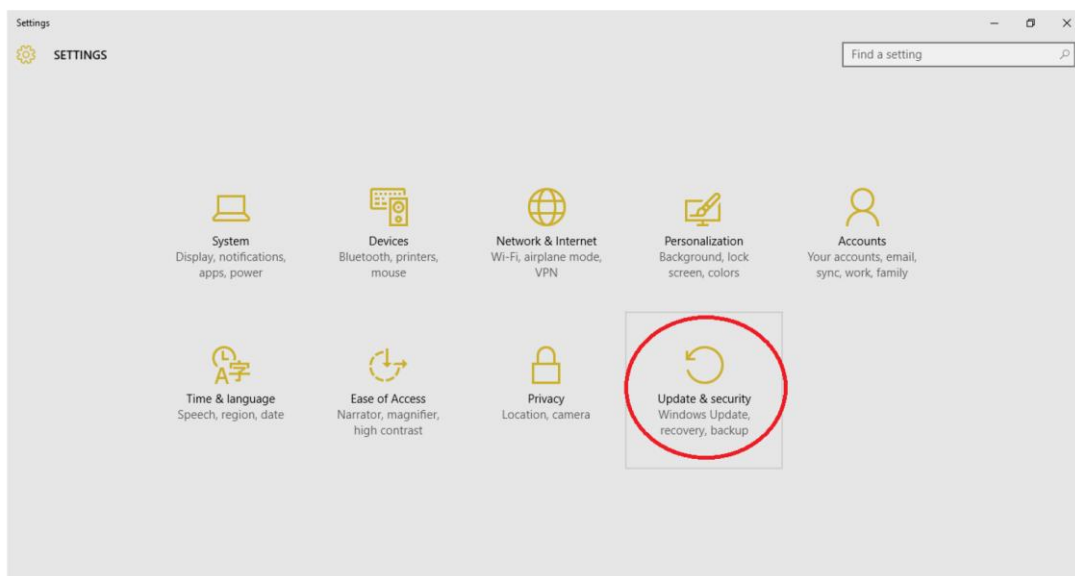 Settings
SETTINGS
Find a setting
System
Display, notifications,
apps, power
Devices
Bluetooth, printers,
mouse
Network & Internet
Wi-Fi, airplane mode,
VPN
Personalization
Background, lock
screen, colors
Accounts
Your accounts, email,
sync, work, family
A字
Time & language
Speech, region, date
Ease of Access
Narrator, magnifier,
high contrast
Privacy
Location, camera
Update & security
Windows Update,
recovery, backup